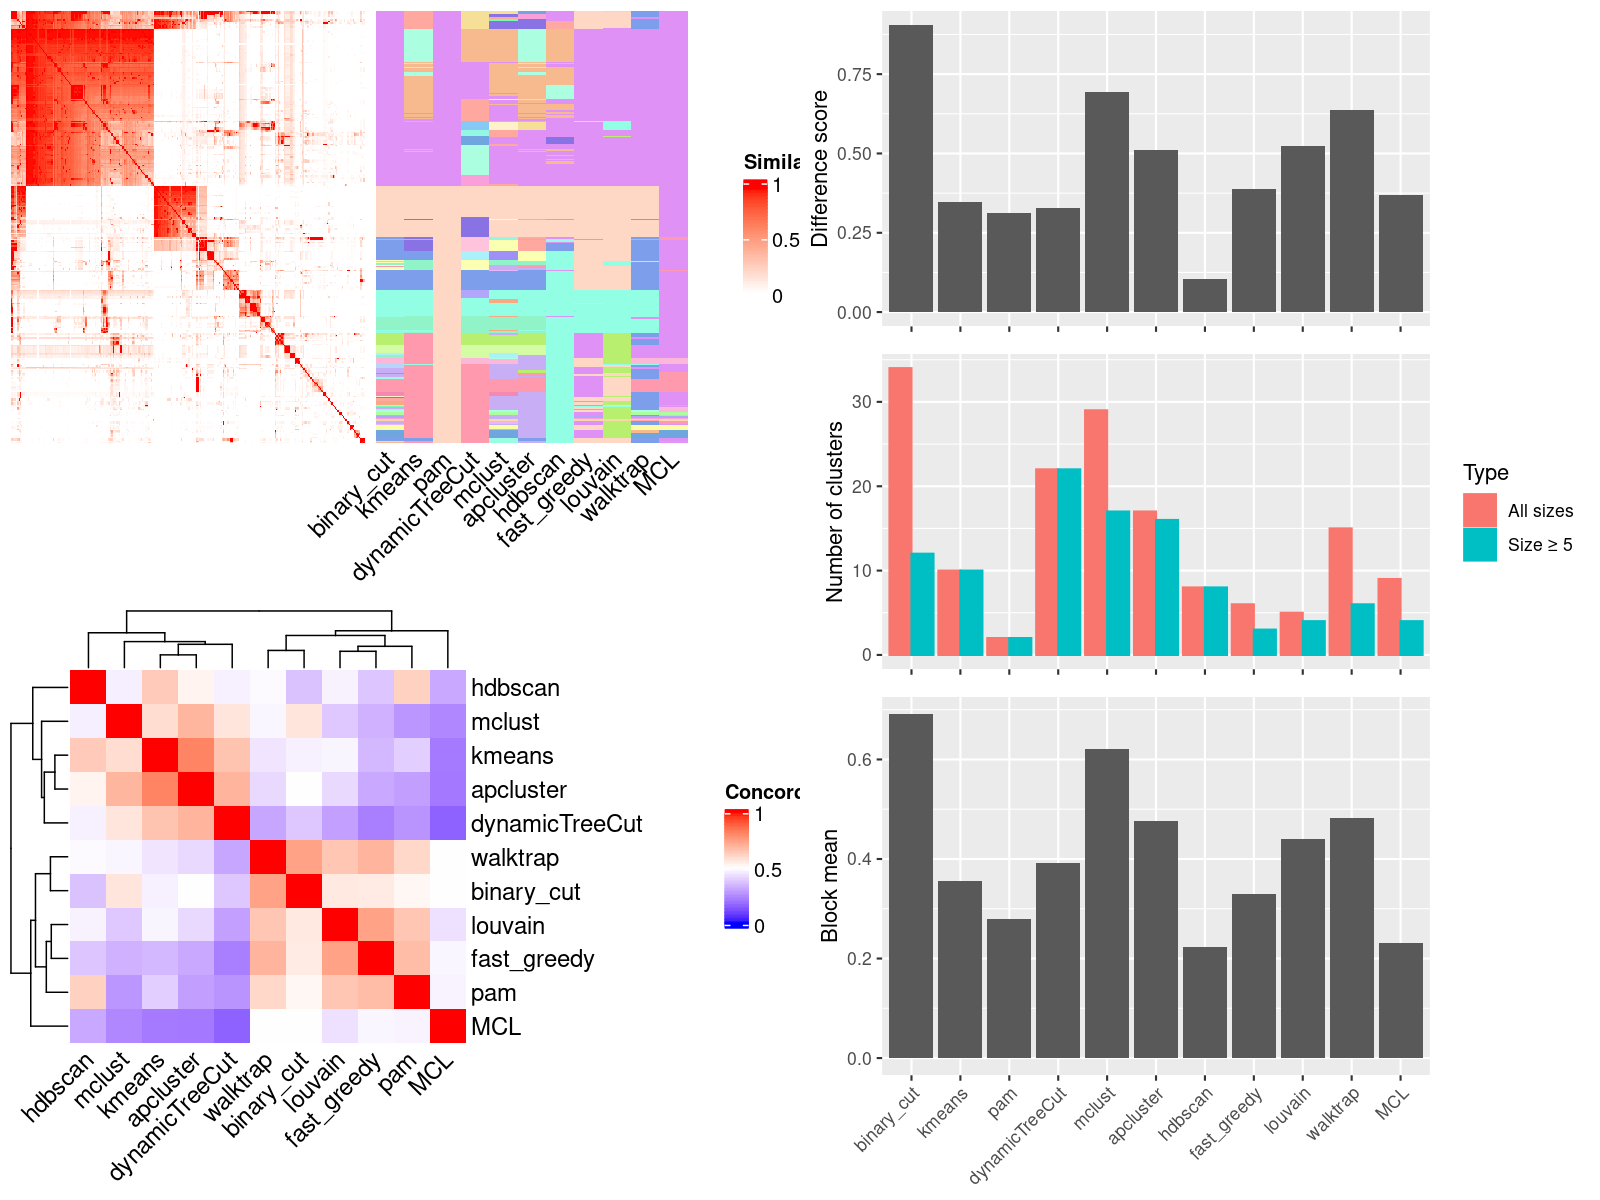 Simila
1
0.5
0
binary_cut
kmeans
pam
dynamicTreeCut
mclust
apcluster
hdbscan
fast_greedy
louvain
walktrap
MCL
hdbscan
mclust
kmeans
apcluster
dynamicTreeCut
walktrap
binary_cut
louvain
fast_greedy
pam
MCL
hdbscan
mclust
kmeans
apcluster
dynamicTreeCut
walktrap
binary_cut
louvain
fast_greedy
pam
MCL
Concord
1
0.5
0
Difference score
0.75
0.50
0.25
0.00
Number of clusters
30
20
10
0
Type
All sizes
Size ≥ 5
Block mean
0.6
0.4
0.2
0.0
binary_cut
kmeans
pam
dynamicTreeCut
mclust
apcluster
hdbscan
fast_greedy
louvain
walktrap
MCL